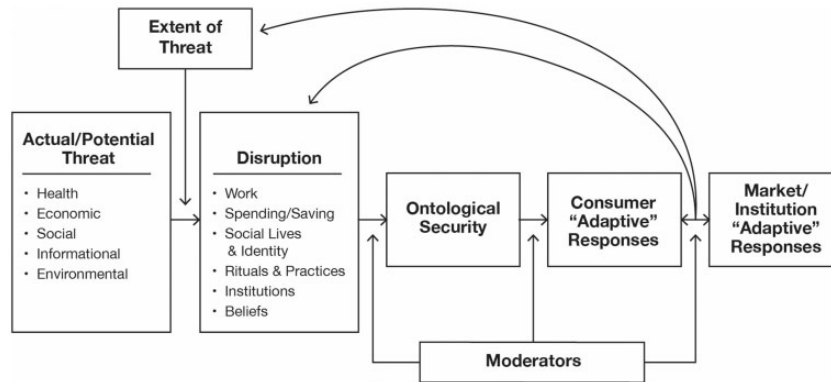 Extent of
Threat
Actual/Potential
Threat
• Health
• Economic
• Social
• Informational
• Environmental
Disruption
• Work
• Spending/Saving
• Social Lives
& Identity
• Rituals & Practices
• Institutions
• Beliefs
Ontological
Security
Consumer
“Adaptive”
Responses
Market/
Institution
“Adaptive”
Responses
Moderators